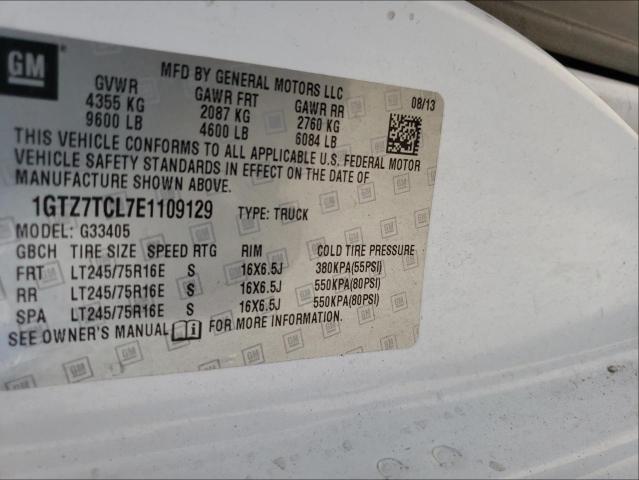 GM
MFD BY GENERAL MOTORS LLC
08/13
GVWR GAWR FRT GAWR RR
4355 KG 2087 KG 2760 KG
9600 LB 4600 LB 6084 LB
THIS VEHICLE CONFORMS TO ALL APPLICABLE U.S. FEDERAL MOTOR
VEHICLE SAFETY STANDARDS IN EFFECT ON THE DATE OF
MANUFACTURE SHOWN ABOVE.
1GTZ7TCL7E1109129 TYPE: TRUCK
MODEL: G33405
GBCH TIRE SIZE SPEED RTG RIM COLD TIRE PRESSURE
FRT LT245/75R16E S 16X6.5J 380KPA(55PSI)
RR LT245/75R16E S 16X6.5J 550KPA(80PSI)
SPA LT245/75R16E S 16X6.5J 550KPA(80PSI)
SEE OWNER'S MANUAL FOR MORE INFORMATION.